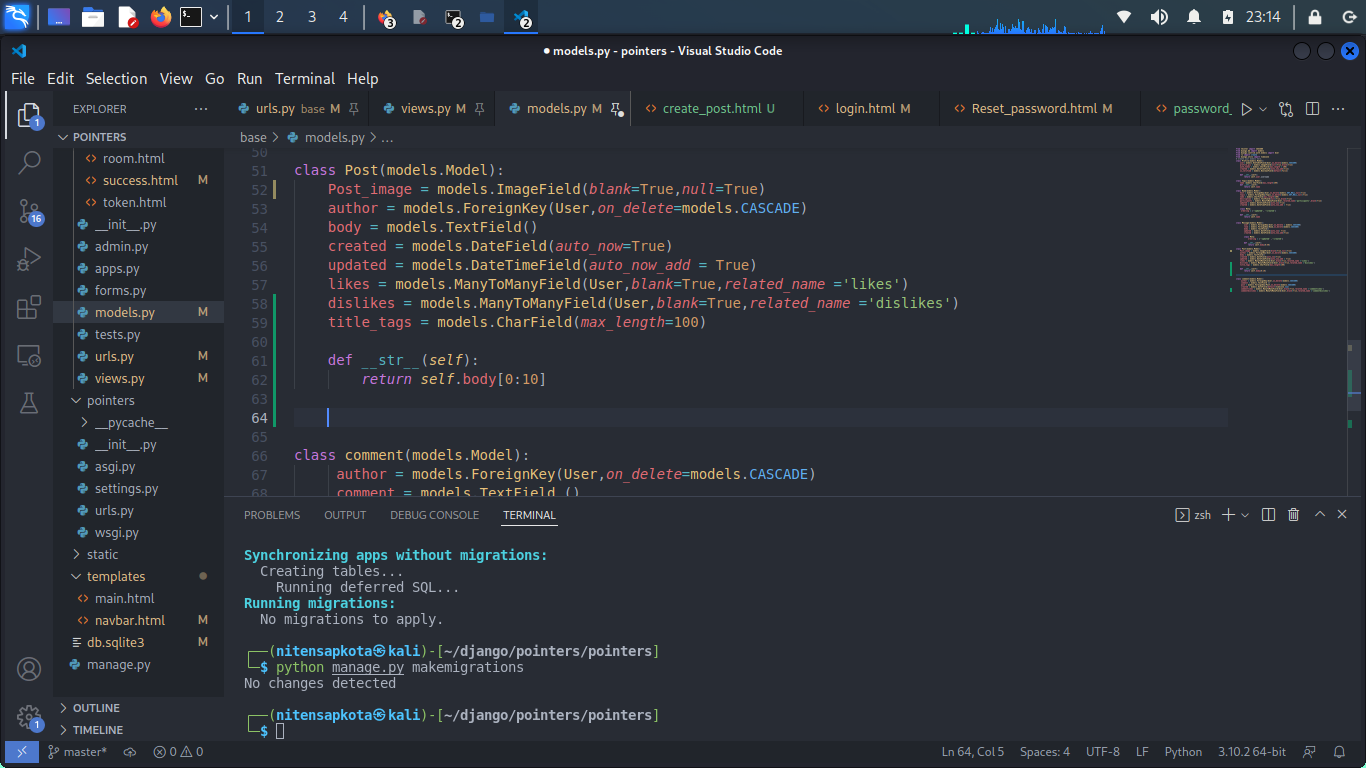 1 2 3 4 3 2 2 23:14
models.py - pointers - Visual Studio Code
File Edit Selection View Go Run Terminal Help
EXPLORER
urls.py base M views.py M models.py M create_post.html U login.html M Reset_password.html M password_
1
POINTERS
base > models.py > ...
room.html
success.html M
token.html
__init__.py
admin.py
apps.py
forms.py
models.py M
tests.py
urls.py M
views.py M
pointers
__pycache__
__init__.py
asgi.py
settings.py
urls.py
wsgi.py
static
templates
main.html
navbar.html M
db.sqlite3 M
manage.py
OUTLINE
TIMELINE
16
1
50
51 class Post(models.Model):
52 Post_image = models.ImageField(blank=True,null=True)
53 author = models.ForeignKey(User,on_delete=models.CASCADE)
54 body = models.TextField()
55 created = models.DateField(auto_now=True)
56 updated = models.DateTimeField(auto_now_add = True)
57 likes = models.ManyToManyField(User,blank=True,related_name ='likes')
58 dislikes = models.ManyToManyField(User,blank=True,related_name ='dislikes')
59 title_tags = models.CharField(max_length=100)
60
61 def __str__(self):
62 return self.body[0:10]
63
64
65
66 class comment(models.Model):
67 author = models.ForeignKey(User,on_delete=models.CASCADE)
68 comment = models.TextField ()
PROBLEMS OUTPUT DEBUG CONSOLE TERMINAL zsh
Synchronizing apps without migrations:
Creating tables...
Running deferred SQL...
Running migrations:
No migrations to apply.
┌──(nitensapkota㉿kali)-[~/django/pointers/pointers]
└─$ python manage.py makemigrations
No changes detected
┌──(nitensapkota㉿kali)-[~/django/pointers/pointers]
└─$
master* 0 0 Ln 64, Col 5 Spaces: 4 UTF-8 LF Python 3.10.2 64-bit